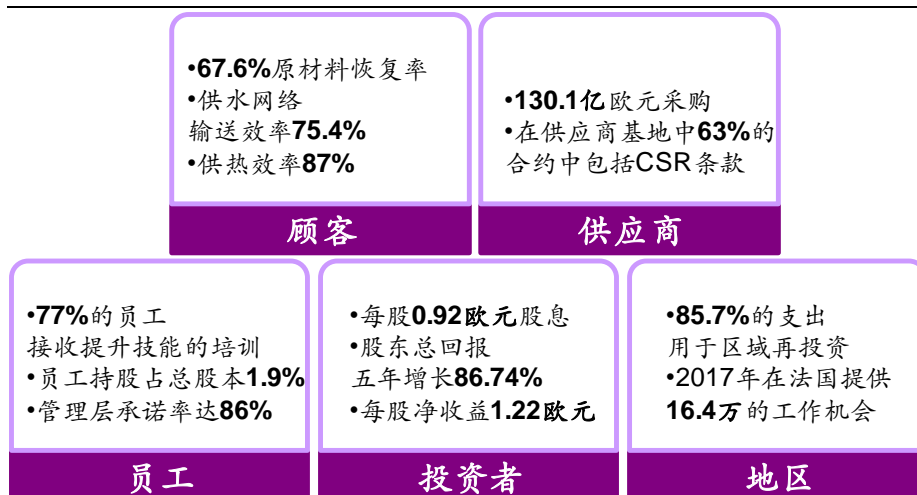 •67.6%原材料恢复率
•供水网络
输送效率75.4%
•供热效率87%
顾客
•130.1亿欧元采购
•在供应商基地中63%的
合约中包括CSR条款
供应商
•77%的员工
接收提升技能的培训
•员工持股占总股本1.9%
•管理层承诺率达86%
员工
•每股0.92欧元股息
•股东总回报
五年增长86.74%
•每股净收益1.22欧元
投资者
•85.7%的支出
用于区域再投资
•2017年在法国提供
16.4万的工作机会
地区